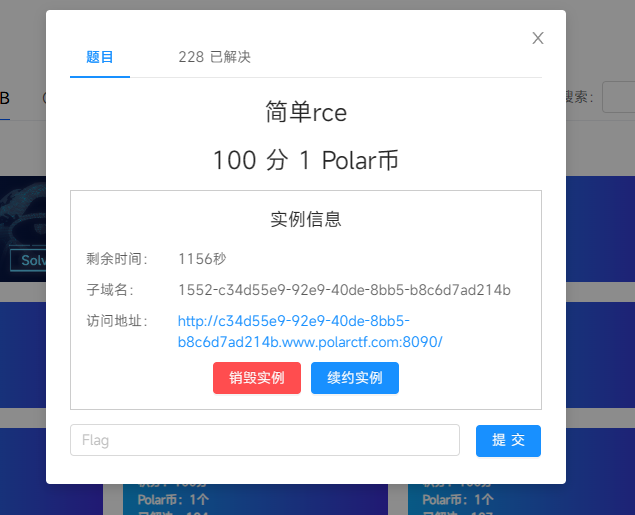 题目 228 已解决
B
搜索:
简单rce
100 分 1 Polar币
实例信息
剩余时间: 1156秒
子域名: 1552-c34d55e9-92e9-40de-8bb5-b8c6d7ad214b
访问地址: http://c34d55e9-92e9-40de-8bb5-
b8c6d7ad214b.www.polarctf.com:8090/
Solv
销毁实例 续约实例
Flag 提 交
Polar币: 1个 Polar币: 1个